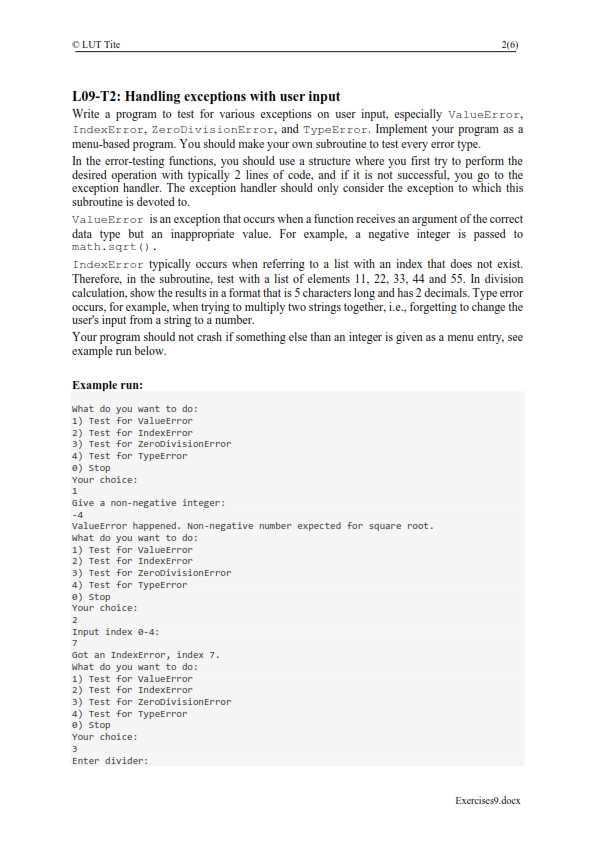 © LUT Tite 2(6)
L09-T2: Handling exceptions with user input
Write a program to test for various exceptions on user input, especially ValueError,
IndexError, ZeroDivisionError, and TypeError. Implement your program as a
menu-based program. You should make your own subroutine to test every error type.
In the error-testing functions, you should use a structure where you first try to perform the
desired operation with typically 2 lines of code, and if it is not successful, you go to the
exception handler. The exception handler should only consider the exception to which this
subroutine is devoted to.
ValueError is an exception that occurs when a function receives an argument of the correct
data type but an inappropriate value. For example, a negative integer is passed to
math.sqrt().
IndexError typically occurs when referring to a list with an index that does not exist.
Therefore, in the subroutine, test with a list of elements 11, 22, 33, 44 and 55. In division
calculation, show the results in a format that is 5 characters long and has 2 decimals. Type error
occurs, for example, when trying to multiply two strings together, i.e., forgetting to change the
user's input from a string to a number.
Your program should not crash if something else than an integer is given as a menu entry, see
example run below.
Example run:
What do you want to do:
1) Test for ValueError
2) Test for IndexError
3) Test for ZeroDivisionError
4) Test for TypeError
0) Stop
Your choice:
1
Give a non-negative integer:
-4
ValueError happened. Non-negative number expected for square root.
What do you want to do:
1) Test for ValueError
2) Test for IndexError
3) Test for ZeroDivisionError
4) Test for TypeError
0) Stop
Your choice:
2
Input index 0-4:
7
Got an IndexError, index 7.
What do you want to do:
1) Test for ValueError
2) Test for IndexError
3) Test for ZeroDivisionError
4) Test for TypeError
0) Stop
Your choice:
3
Enter divider:
Exercises9.docx